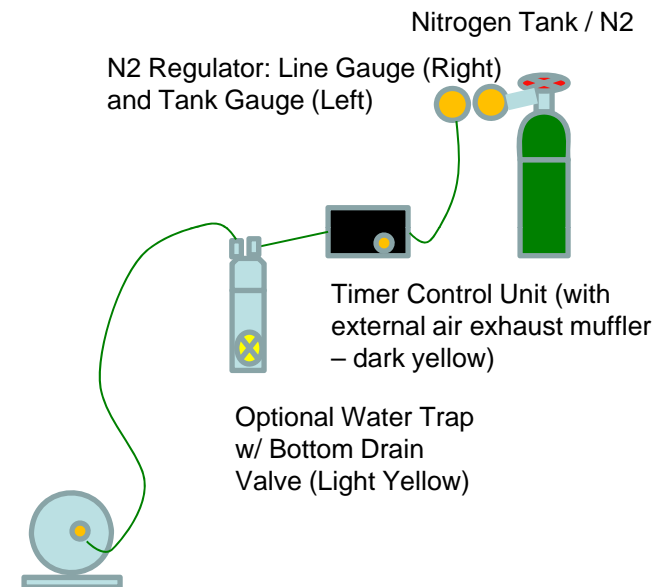 Nitrogen Tank / N2
N2 Regulator: Line Gauge (Right)
and Tank Gauge (Left)
Timer Control Unit (with
external air exhaust muffler
– dark yellow)
Optional Water Trap
w/ Bottom Drain
Valve (Light Yellow)